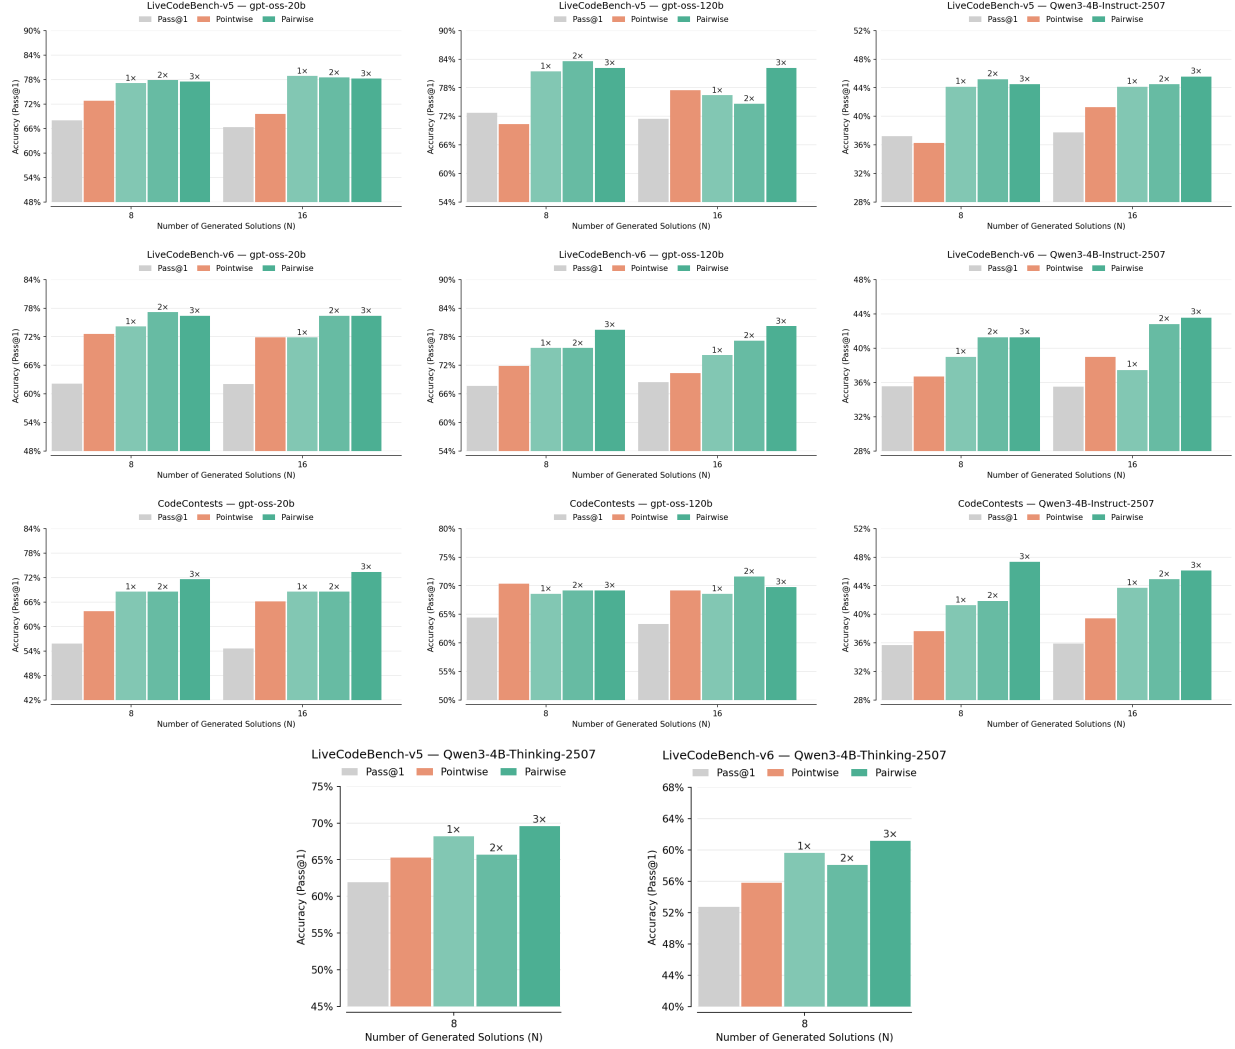 LiveCodeBench-v5 — gpt-oss-20b
Pass@1 Pointwise Pairwise
Accuracy (Pass@1)
90%
84%
78%
72%
66%
60%
54%
48%
1× 2× 3×
1× 2× 3×
8 16
Number of Generated Solutions (N)
LiveCodeBench-v5 — gpt-oss-120b
Pass@1 Pointwise Pairwise
Accuracy (Pass@1)
90%
84%
78%
72%
66%
60%
54%
1× 2× 3×
1× 2× 3×
8 16
Number of Generated Solutions (N)
LiveCodeBench-v5 — Qwen3-4B-Instruct-2507
Pass@1 Pointwise Pairwise
Accuracy (Pass@1)
52%
48%
44%
40%
36%
32%
28%
1× 2× 3×
1× 2× 3×
8 16
Number of Generated Solutions (N)
LiveCodeBench-v6 — gpt-oss-20b
Pass@1 Pointwise Pairwise
Accuracy (Pass@1)
84%
78%
72%
66%
60%
54%
48%
1× 2× 3×
1× 2× 3×
8 16
Number of Generated Solutions (N)
LiveCodeBench-v6 — gpt-oss-120b
Pass@1 Pointwise Pairwise
Accuracy (Pass@1)
90%
84%
78%
72%
66%
60%
54%
1× 2× 3×
1× 2× 3×
8 16
Number of Generated Solutions (N)
LiveCodeBench-v6 — Qwen3-4B-Instruct-2507
Pass@1 Pointwise Pairwise
Accuracy (Pass@1)
48%
44%
40%
36%
32%
28%
1× 2× 3×
1× 2× 3×
8 16
Number of Generated Solutions (N)
CodeContests — gpt-oss-20b
Pass@1 Pointwise Pairwise
Accuracy (Pass@1)
84%
78%
72%
66%
60%
54%
48%
42%
1× 2× 3×
1× 2× 3×
8 16
Number of Generated Solutions (N)
CodeContests — gpt-oss-120b
Pass@1 Pointwise Pairwise
Accuracy (Pass@1)
80%
75%
70%
65%
60%
55%
50%
1× 2× 3×
1× 2× 3×
8 16
Number of Generated Solutions (N)
CodeContests — Qwen3-4B-Instruct-2507
Pass@1 Pointwise Pairwise
Accuracy (Pass@1)
52%
48%
44%
40%
36%
32%
28%
1× 2× 3×
1× 2× 3×
8 16
Number of Generated Solutions (N)
LiveCodeBench-v5 — Qwen3-4B-Thinking-2507
Pass@1 Pointwise Pairwise
Accuracy (Pass@1)
75%
70%
65%
60%
55%
50%
45%
1× 2× 3×
8
Number of Generated Solutions (N)
LiveCodeBench-v6 — Qwen3-4B-Thinking-2507
Pass@1 Pointwise Pairwise
Accuracy (Pass@1)
68%
64%
60%
56%
52%
48%
44%
40%
1× 2× 3×
8
Number of Generated Solutions (N)